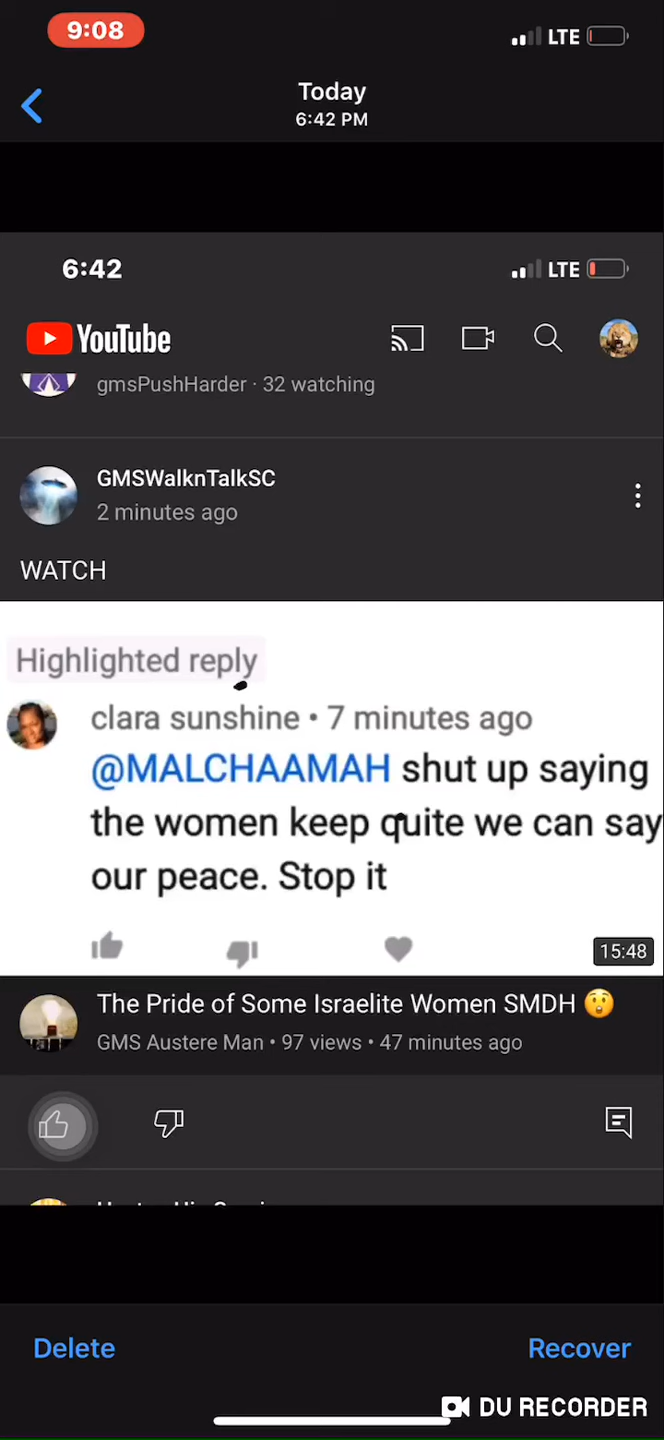 9:08
LTE
Today
6:42 PM
6:42
LTE
YouTube
gmsPushHarder · 32 watching
GMSWalknTalkSC
2 minutes ago
WATCH
Highlighted reply
clara sunshine • 7 minutes ago
@MALCHAAMAH shut up saying
the women keep quite we can say
our peace. Stop it
15:48
The Pride of Some Israelite Women SMDH 😲
GMS Austere Man • 97 views • 47 minutes ago
Delete
Recover
DU RECORDER